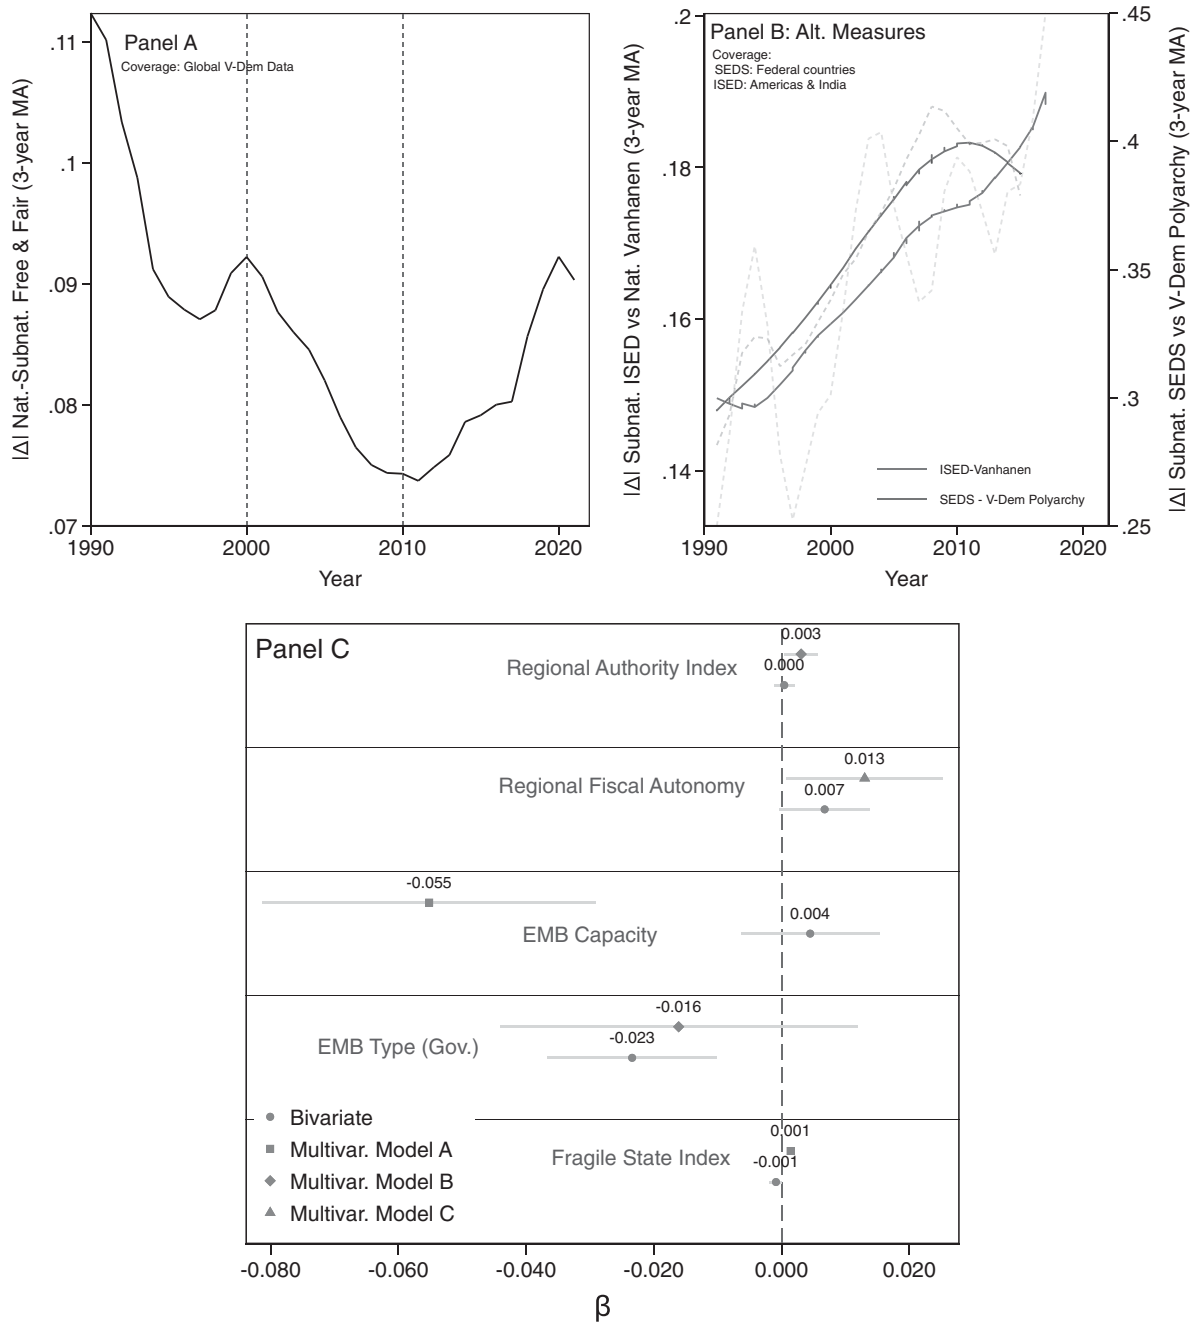 Panel A
Coverage: Global V-Dem Data
|Δ| Nat.-Subnat. Free & Fair (3-year MA)
.11
.1
.09
.08
.07
1990
2000
2010
2020
Year
Panel B: Alt. Measures
Coverage:
SEDS: Federal countries
ISED: Americas & India
|Δ| Subnat. ISED vs Nat. Vanhanen (3-year MA)
.2
.18
.16
.14
|Δ| Subnat. SEDS vs V-Dem Polyarchy (3-year MA)
.45
.4
.35
.3
.25
ISED-Vanhanen
SEDS - V-Dem Polyarchy
1990
2000
2010
2020
Year
Panel C
Regional Authority Index
0.003
0.000
Regional Fiscal Autonomy
0.013
0.007
-0.055
EMB Capacity
0.004
-0.016
EMB Type (Gov.)
-0.023
Fragile State Index
0.001
-0.001
Bivariate
Multivar. Model A
Multivar. Model B
Multivar. Model C
-0.080
-0.060
-0.040
-0.020
0.000
0.020
β